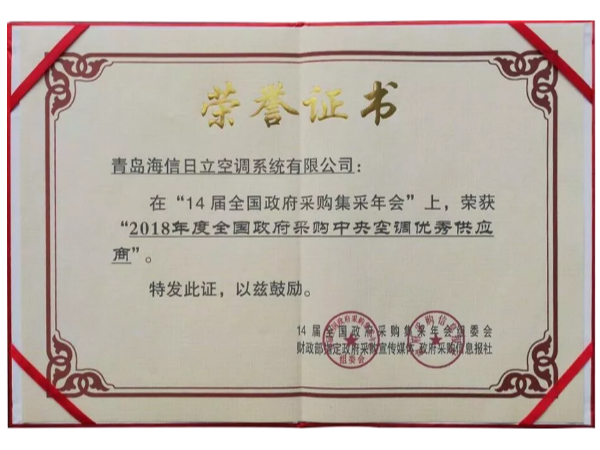 荣誉证书
青岛海信日立空调系统有限公司：
在“14届全国政府采购集采年会”上，荣获
“2018年度全国政府采购中央空调优秀供应
商”。
特发此证，以兹鼓励。
14届全国政府采购集采年会组委会
财政部指定政府采购宣传媒体 政府采购信息报社
组委会